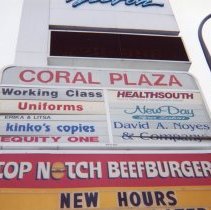 CORAL PLAZA
Working Class
Uniforms
ERIKA & LITSA
kinko's copies
EQUITY ONE
HEALTHSOUTH
New Day
David A. Noyes
& Company
TOP NOTCH BEEFBURGER
NEW HOURS